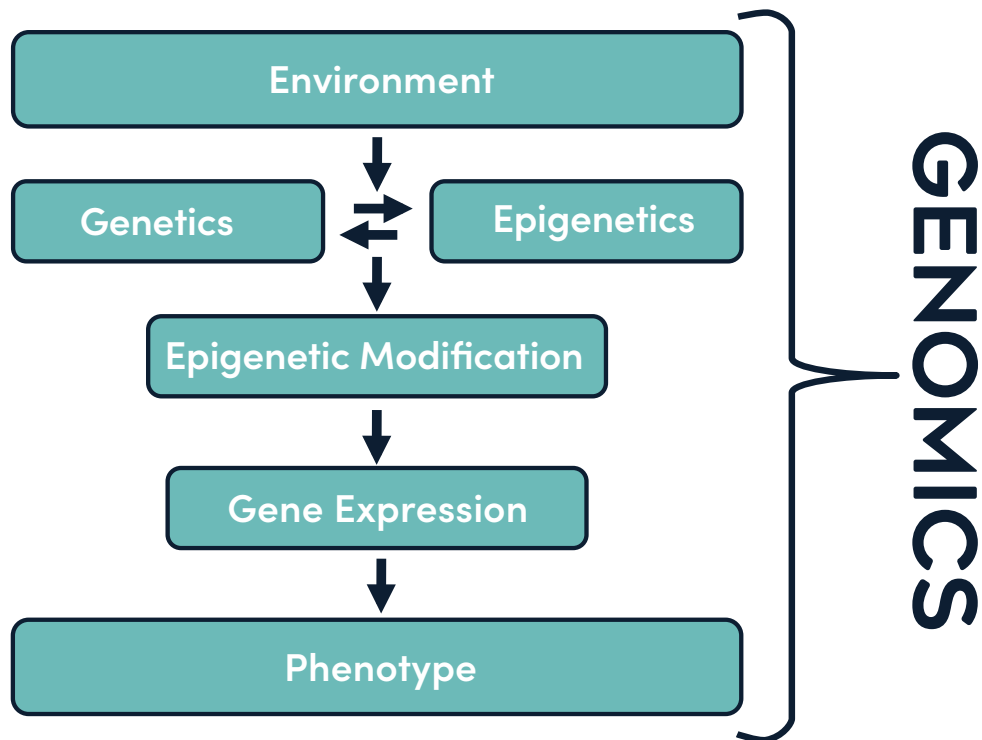 Environment
Genetics
Epigenetics
Epigenetic Modification
Gene Expression
Phenotype
GENOMICS